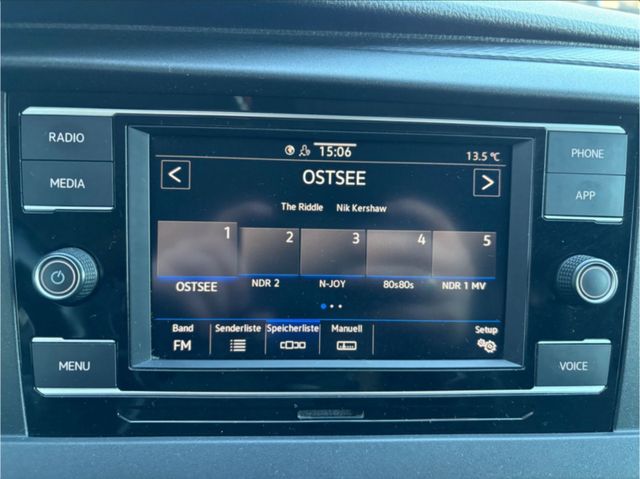 RADIO
MEDIA
MENU
15:06
13.5 °C
<
OSTSEE
>
The Riddle Nik Kershaw
1 2 3 4 5
OSTSEE NDR 2 N-JOY 80s80s NDR 1 MV
Band Senderliste Speicherliste Manuell Setup
FM
PHONE
APP
VOICE